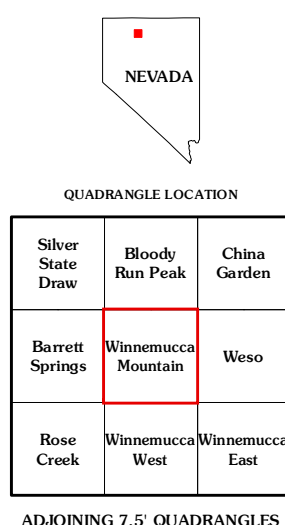 NEVADA
QUADRANGLE LOCATION
Silver
State
Draw
Bloody
Run Peak
China
Garden
Barrett
Springs
Winnemucca
Mountain
Weso
Rose
Creek
Winnemucca
West
Winnemucca
East
ADJOINING 7.5' QUADRANGLES